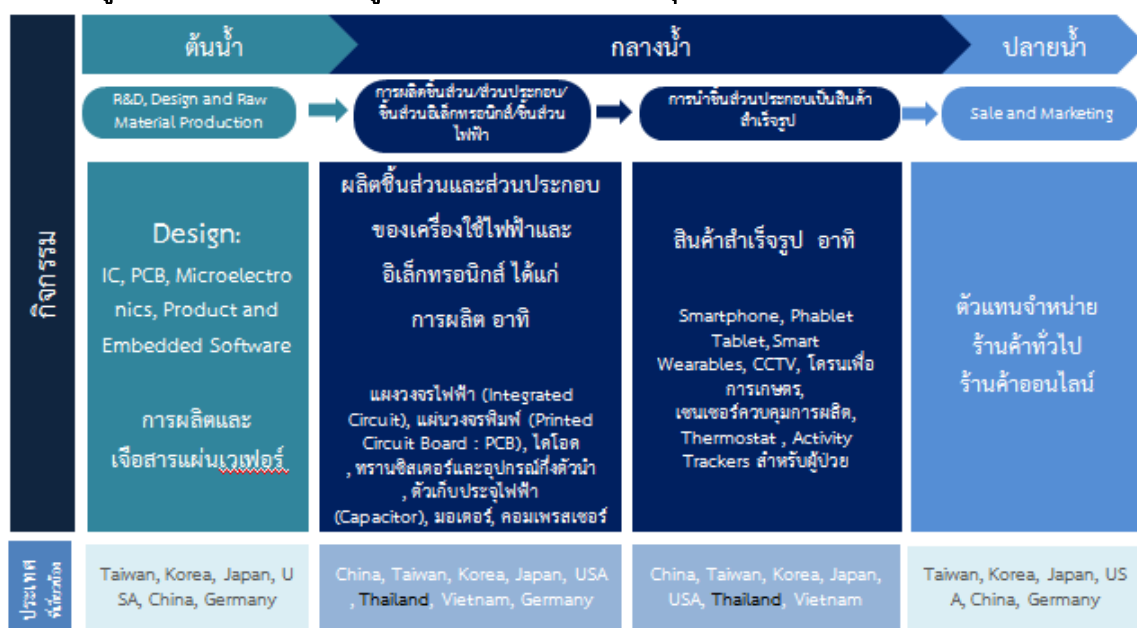 ต้นน้ำ
กลางน้ำ
ปลายน้ำ
R&D, Design and Raw
Material Production
การผลิตชิ้นส่วน/ส่วนประกอบ/
ชิ้นส่วนอิเล็กทรอนิกส์/ชิ้นส่วน
ไฟฟ้า
การนำชิ้นส่วนประกอบเป็นสินค้า
สำเร็จรูป
Sale and Marketing
กิจกรรม
Design:
IC, PCB, Microelectro
nics, Product and
Embedded Software
การผลิตและ
เจือสารแผ่นเวเฟอร์
ผลิตชิ้นส่วนและส่วนประกอบ
ของเครื่องใช้ไฟฟ้าและ
อิเล็กทรอนิกส์ ได้แก่
การผลิต อาทิ
แผงวงจรไฟฟ้า (Integrated
Circuit), แผ่นวงจรพิมพ์ (Printed
Circuit Board : PCB), ไดโอด
, ทรานซิสเตอร์และอุปกรณ์กึ่งตัวนำ
, ตัวเก็บประจุไฟฟ้า
(Capacitor), มอเตอร์, คอมเพรสเซอร์
สินค้าสำเร็จรูป อาทิ
Smartphone, Phablet
Tablet, Smart
Wearables, CCTV, โดรนเพื่อ
การเกษตร,
เซนเซอร์ควบคุมการผลิต,
Thermostat , Activity
Trackers สำหรับผู้ป่วย
ตัวแทนจำหน่าย
ร้านค้าทั่วไป
ร้านค้าออนไลน์
ประเทศ
ที่เกี่ยวข้อง
Taiwan, Korea, Japan, U
SA, China, Germany
China, Taiwan, Korea, Japan, USA
, Thailand, Vietnam, Germany
China, Taiwan, Korea, Japan,
USA, Thailand, Vietnam
Taiwan, Korea, Japan, US
A, China, Germany